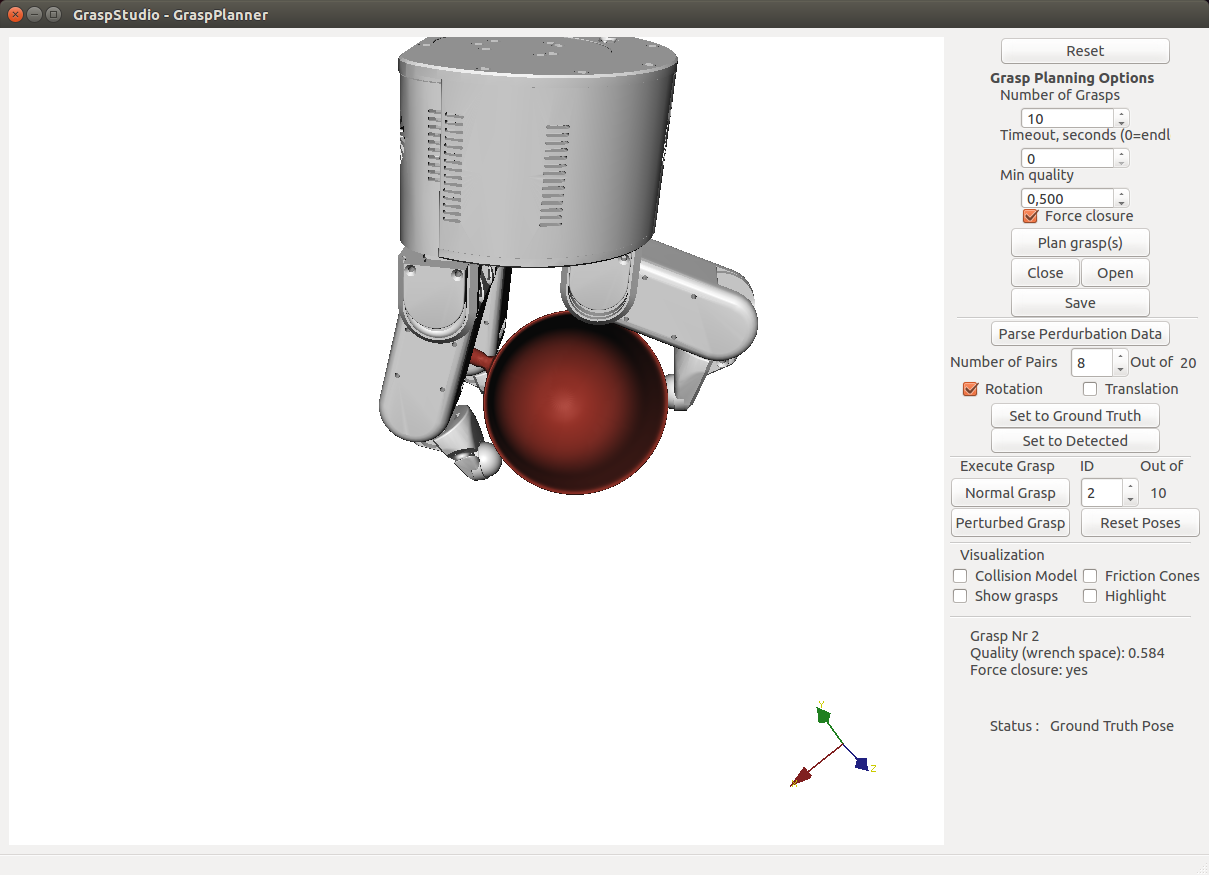 GraspStudio - GraspPlanner
Reset
Grasp Planning Options
Number of Grasps
10
Timeout, seconds (0=endl
0
Min quality
0,500
Force closure
Plan grasp(s)
Close Open
Save
Parse Perdurbation Data
Number of Pairs 8 Out of 20
Rotation Translation
Set to Ground Truth
Set to Detected
Execute Grasp ID Out of
Normal Grasp 2 10
Perturbed Grasp Reset Poses
Visualization
Collision Model Friction Cones
Show grasps Highlight
Grasp Nr 2
Quality (wrench space): 0.584
Force closure: yes
Y
Status : Ground Truth Pose
Z
X